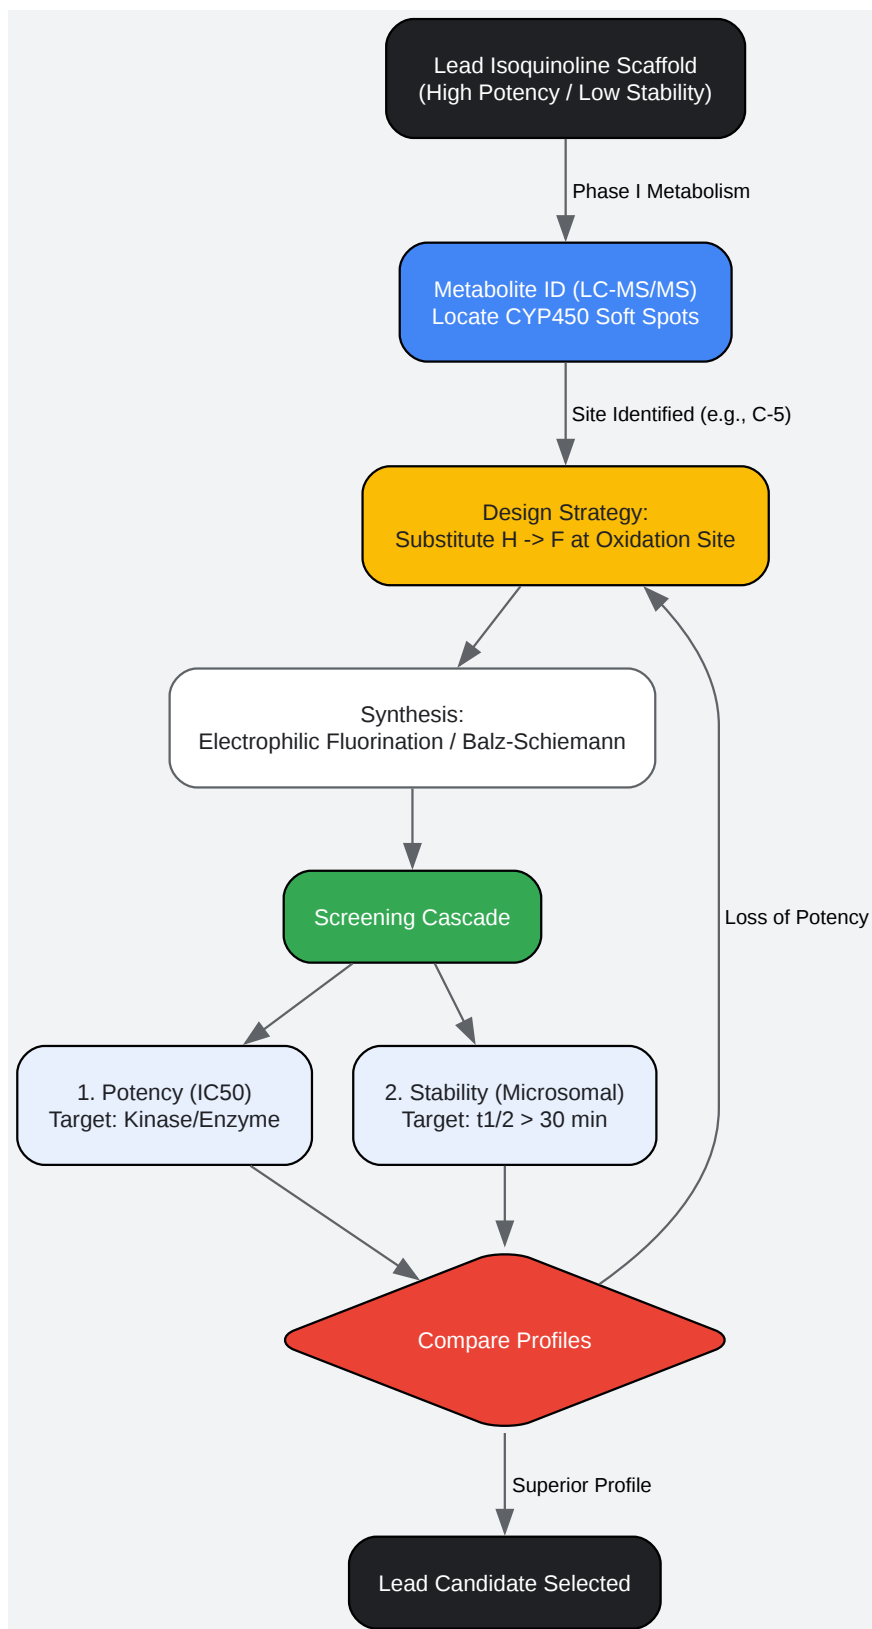 Lead Isoquinoline Scaffold
(High Potency / Low Stability)
Phase I Metabolism
Metabolite ID (LC-MS/MS)
Locate CYP450 Soft Spots
Site Identified (e.g., C-5)
Design Strategy:
Substitute H -> F at Oxidation Site
Synthesis:
Electrophilic Fluorination / Balz-Schiemann
Screening Cascade
Loss of Potency
1. Potency (IC50)
Target: Kinase/Enzyme
2. Stability (Microsomal)
Target: t1/2 > 30 min
Compare Profiles
Superior Profile
Lead Candidate Selected